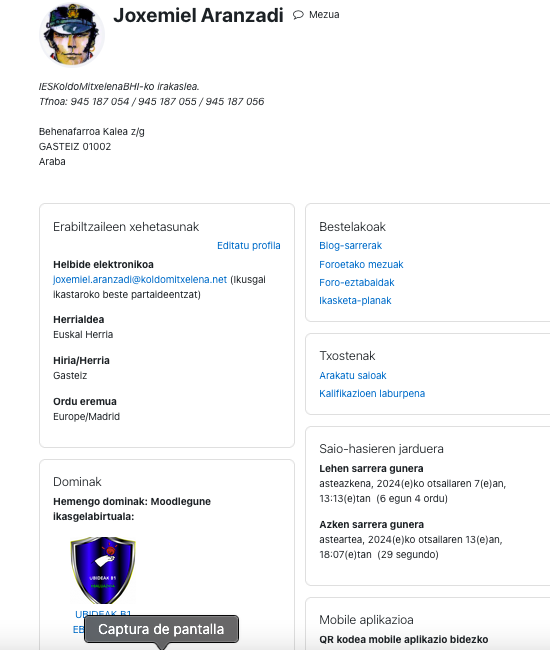 Joxemiel Aranzadi Mezua
IESKoldoMitxelenaBHI-ko irakaslea.
Tfnoa: 945 187 054 / 945 187 055 / 945 187 056
Behenafarroa Kalea z/g
GASTEIZ 01002
Araba
Erabiltzaileen xehetasunak
Editatu profila
Helbide elektronikoa
joxemiel.aranzadi@koldomitxelena.net (Ikusgai
ikastaroko beste partaideentzat)
Herrialdea
Euskal Herria
Hiria/Herria
Gasteiz
Ordu eremua
Europe/Madrid
Dominak
Hemengo dominak: Moodlegune
ikasgelabirtuala:
UBIDEAK B1
UBIDEAK B1
EB
Captura de pantalla
Bestelakoak
Blog-sarrerak
Foroetako mezuak
Foro-eztabaidak
Ikasketa-planak
Txostenak
Arakatu saioak
Kalifikazioen laburpena
Saio-hasieren jarduera
Lehen sarrera gunera
asteazkena, 2024(e)ko otsailaren 7(e)an,
13:13(e)tan (6 egun 4 ordu)
Azken sarrera gunera
asteartea, 2024(e)ko otsailaren 13(e)an,
18:07(e)tan (29 segundo)
Mobile aplikazioa
QR kodea mobile aplikazio bidezko